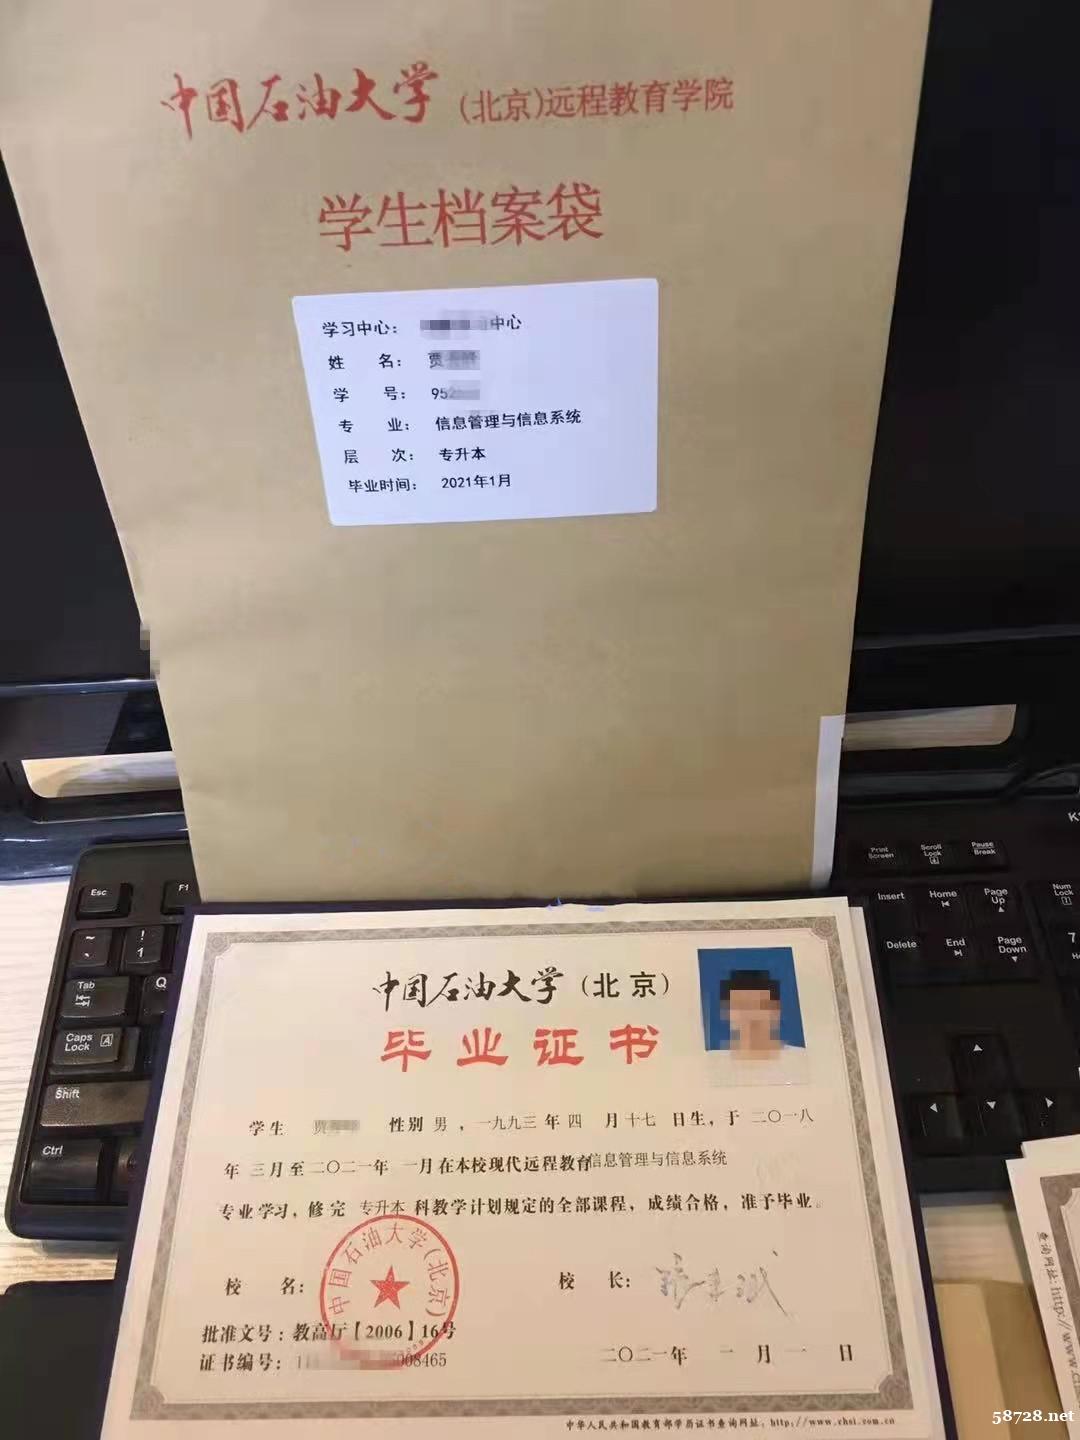 中国石油大学(北京)远程教育学院
学生档案袋
学习中心: 中心
姓 名: 贾
学 号: 952
专 业: 信息管理与信息系统
层 次: 专升本
毕业时间: 2021年1月
Esc
F1
~
!
1
Tab
Q
Caps Lock
A
Shift
Ctrl
Print Screen
Scroll Lock
Pause Break
Insert
Home
Page Up
Num Lock
Delete
End
Page Down
7
中国石油大学(北京)
毕业证书
学生 贾 性别 男,一九九三年四 月十七 日生,于 二〇一八
年 三月至二〇二一年 一月在本校现代远程教育信息管理与信息系统
专业学习,修完 专升本 科教学计划规定的全部课程,成绩合格,准予毕业。
校 名:
中国石油大学(北京)
校 长:
批准文号:教高厅【2006】16号
证书编号: 008465
二〇二一年 一 月 一 日
中华人民共和国教育部学历证书查询网址: http://www.chsi.com.cn
查询网址:http://www.
58728.net